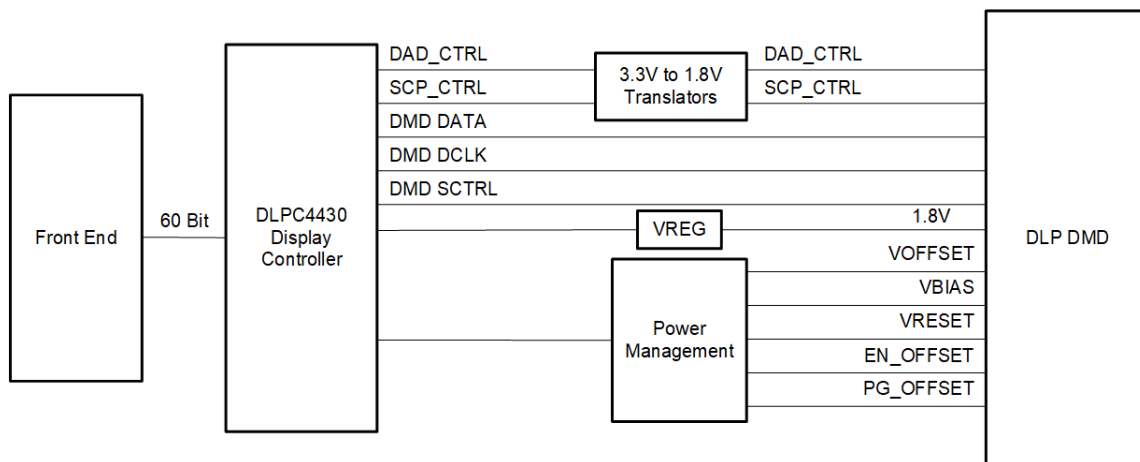 Front End
60 Bit
DLPC4430
Display
Controller
DAD_CTRL
SCP_CTRL
DMD DATA
DMD DCLK
DMD SCTRL
3.3V to 1.8V
Translators
DAD_CTRL
SCP_CTRL
VREG
1.8V
Power
Management
VOFFSET
VBIAS
VRESET
EN_OFFSET
PG_OFFSET
DLP DMD